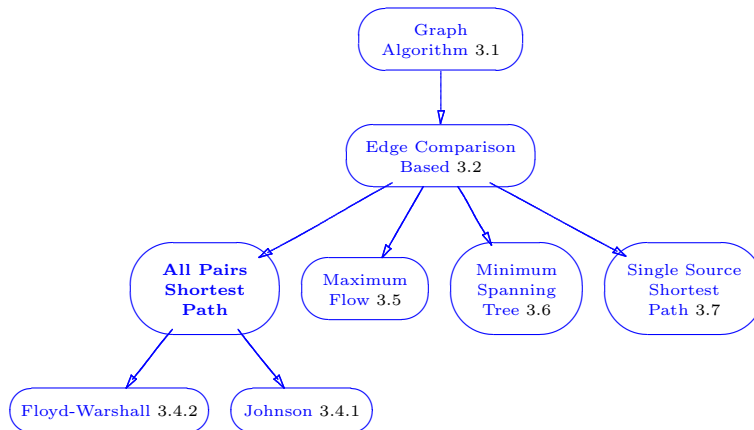 Graph
Algorithm 3.1
Edge Comparison
Based 3.2
All Pairs
Shortest
Path
Maximum
Flow 3.5
Minimum
Spanning
Tree 3.6
Single Source
Shortest
Path 3.7
Floyd-Warshall 3.4.2
Johnson 3.4.1